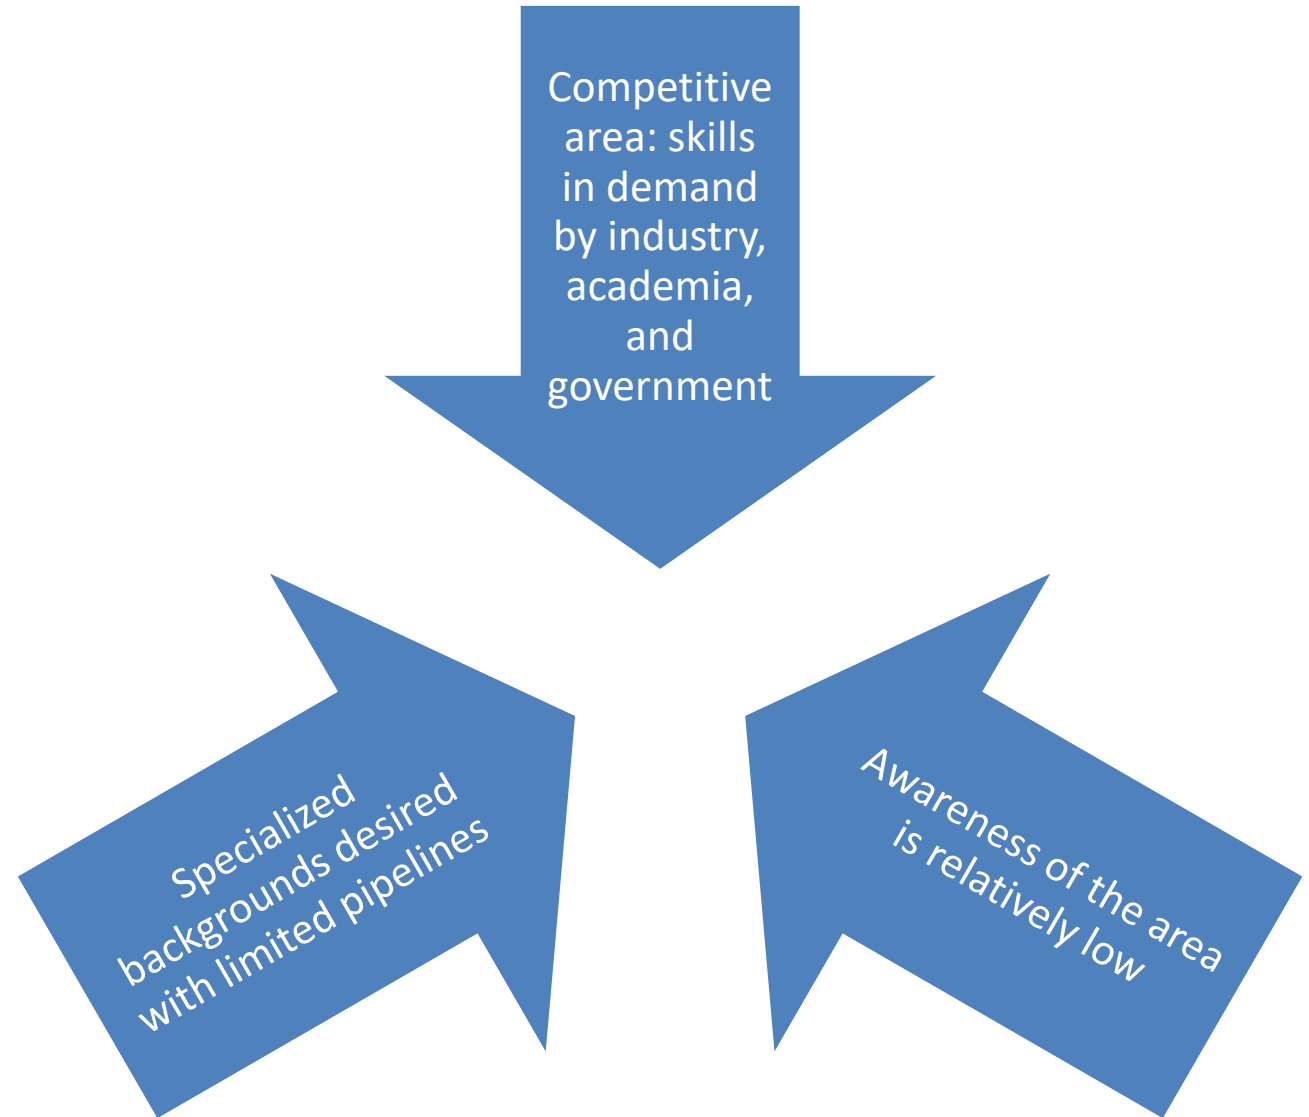 Competitive
area: skills
in demand
by industry,
academia,
and
government
Specialized
backgrounds desired
with limited pipelines
Awareness of the area
is relatively low